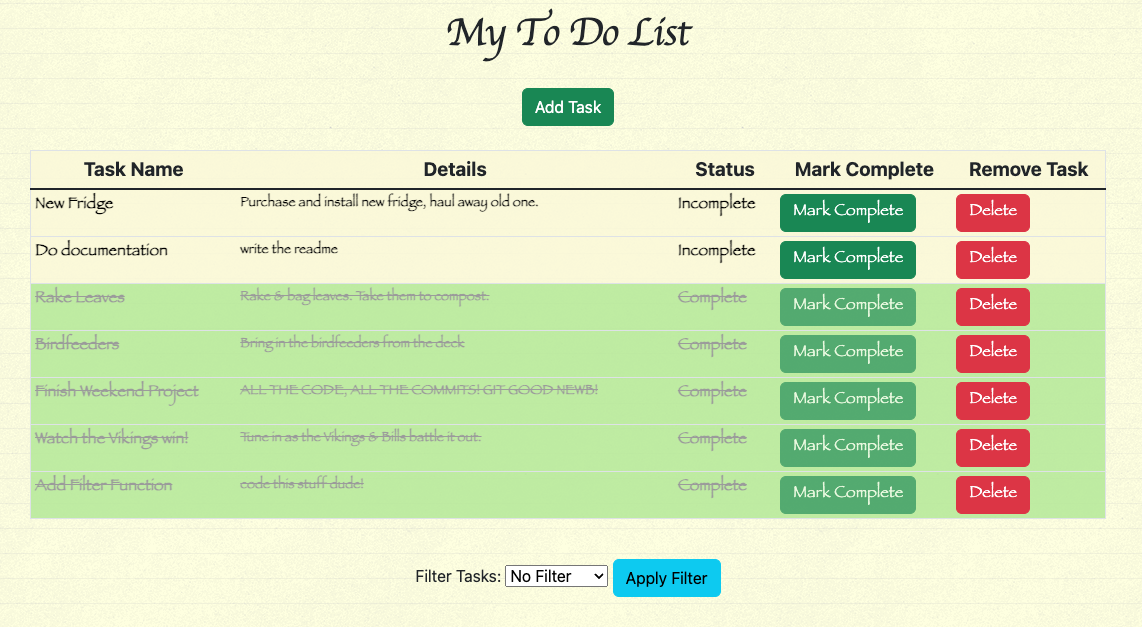 My To Do List
Add Task
Task Name Details Status Mark Complete Remove Task
New Fridge Purchase and install new fridge, haul away old one. Incomplete Mark Complete Delete
Do documentation write the readme Incomplete Mark Complete Delete
Rake Leaves Rake & bag leaves. Take them to compost. Complete Mark Complete Delete
Birdfeeders Bring in the birdfeeders from the deck Complete Mark Complete Delete
Finish Weekend Project ALL THE CODE, ALL THE COMMITS! GIT GOOD NEWB! Complete Mark Complete Delete
Watch the Vikings win! Tune in as the Vikings & Bills battle it out. Complete Mark Complete Delete
Add Filter Function code this stuff dude! Complete Mark Complete Delete
Filter Tasks: No Filter Apply Filter